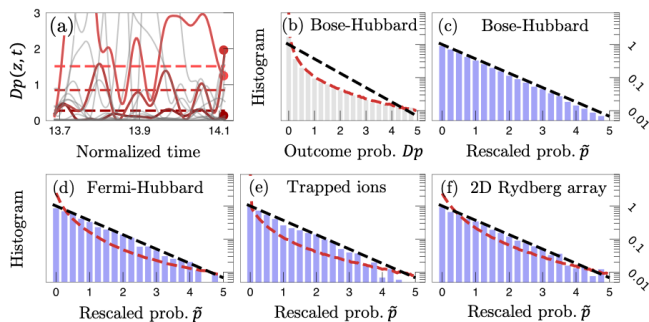 (a)
Dp(z, t)
3
2
1
0
13.7 13.9 14.1
Normalized time
(b) Bose-Hubbard
Histogram
0 1 2 3 4 5
Outcome prob. Dp
(c) Bose-Hubbard
1
0.1
0.01
0 1 2 3 4 5
Rescaled prob. p̃
(d) Fermi-Hubbard
Histogram
0 1 2 3 4 5
Rescaled prob. p̃
(e) Trapped ions
0 1 2 3 4 5
Rescaled prob. p̃
(f) 2D Rydberg array
1
0.1
0.01
0 1 2 3 4 5
Rescaled prob. p̃